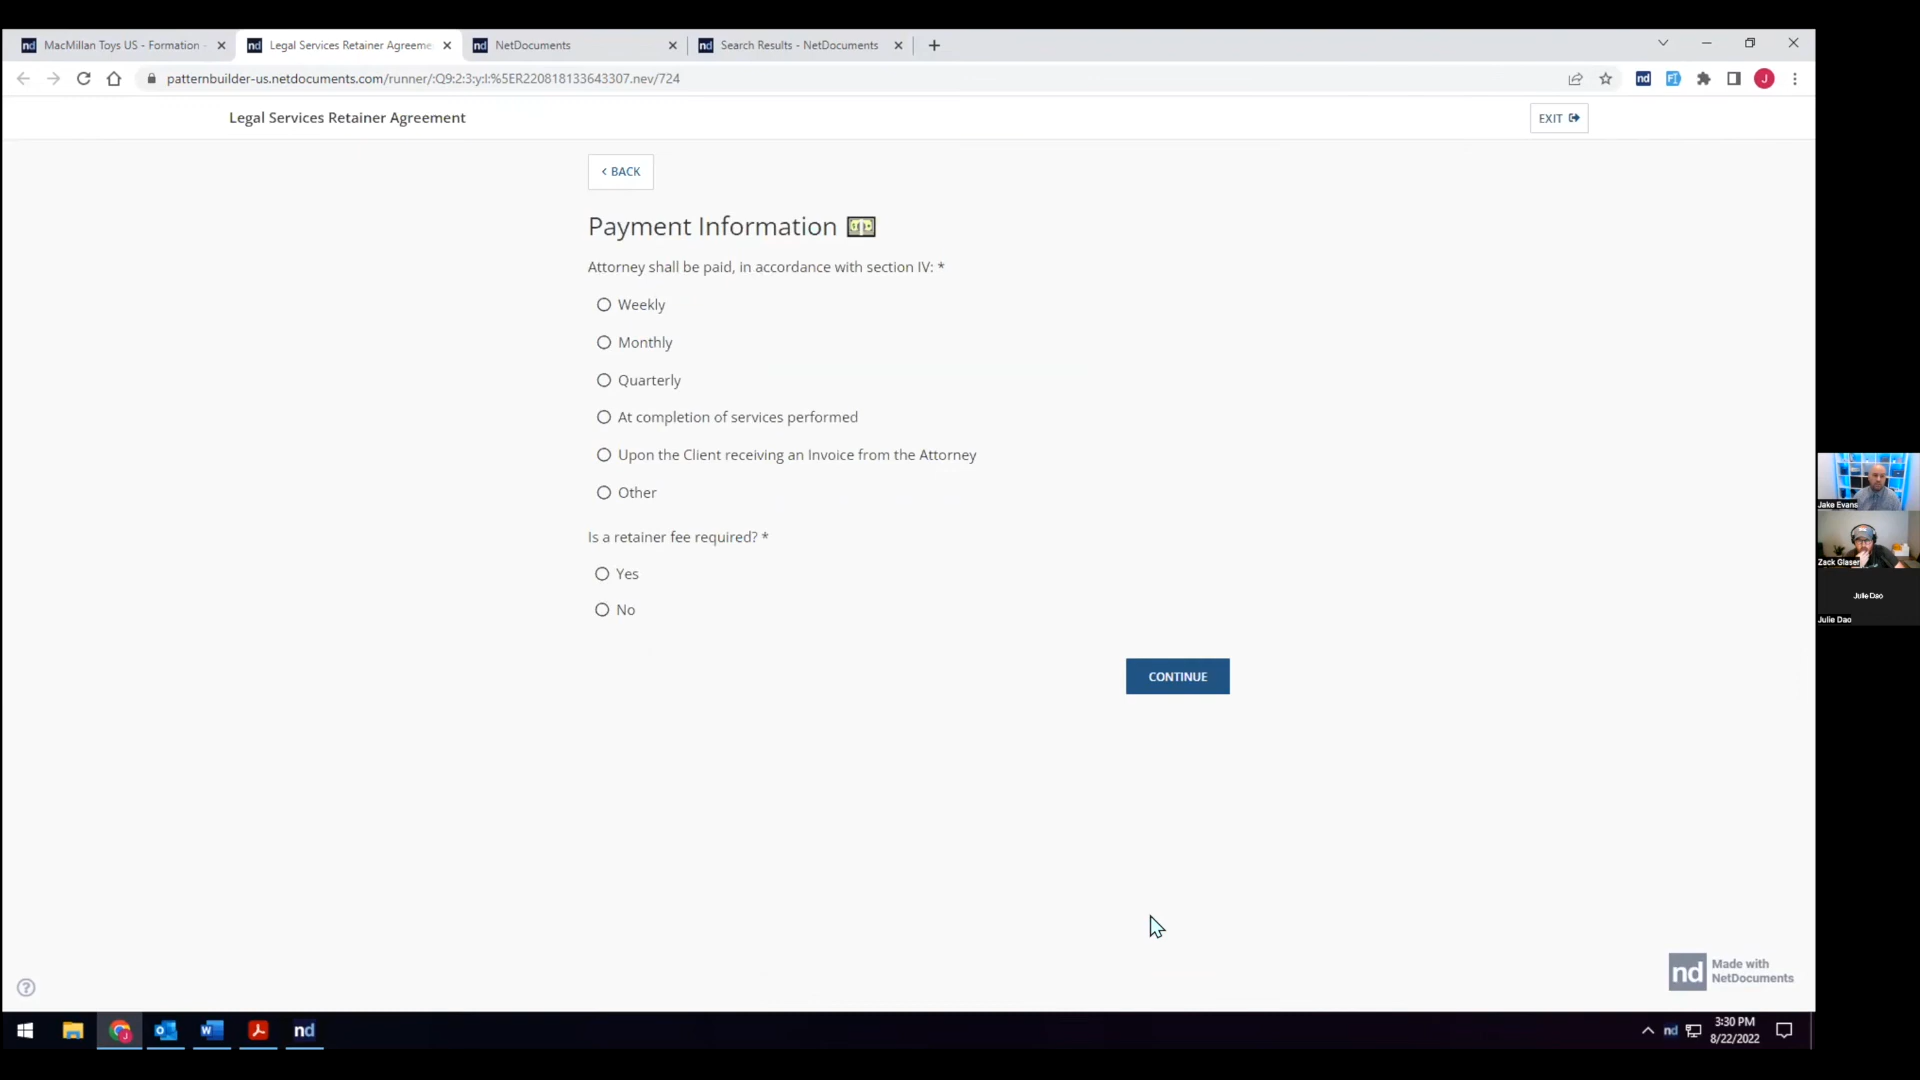 MacMillan Toys US - Formation -
Legal Services Retainer Agreeme
NetDocuments
Search Results - NetDocuments
patternbuilder-us.netdocuments.com/runner/:Q9:2:3:y:l:%5ER220818133643307.nev/724
J
Legal Services Retainer Agreement
EXIT
BACK
Payment Information
Attorney shall be paid, in accordance with section IV: *
Weekly
Monthly
Quarterly
At completion of services performed
Upon the Client receiving an Invoice from the Attorney
Other
Is a retainer fee required? *
Yes
No
CONTINUE
Jake Evans
Zack Glaser
Julie Dao
Julie Dao
nd Made with
NetDocuments
nd
nd
3:30 PM
8/22/2022